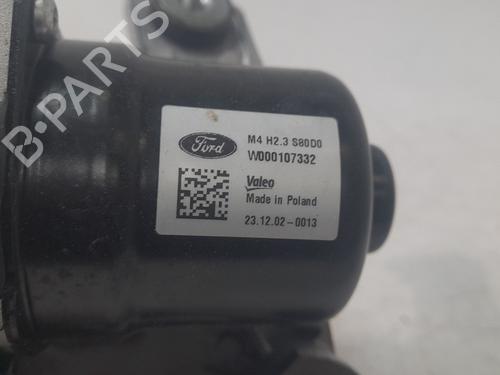 B-PARTS
Ford
M4 H2.3 S80D0
W000107332
Valeo
Made in Poland
23.12.02-0013